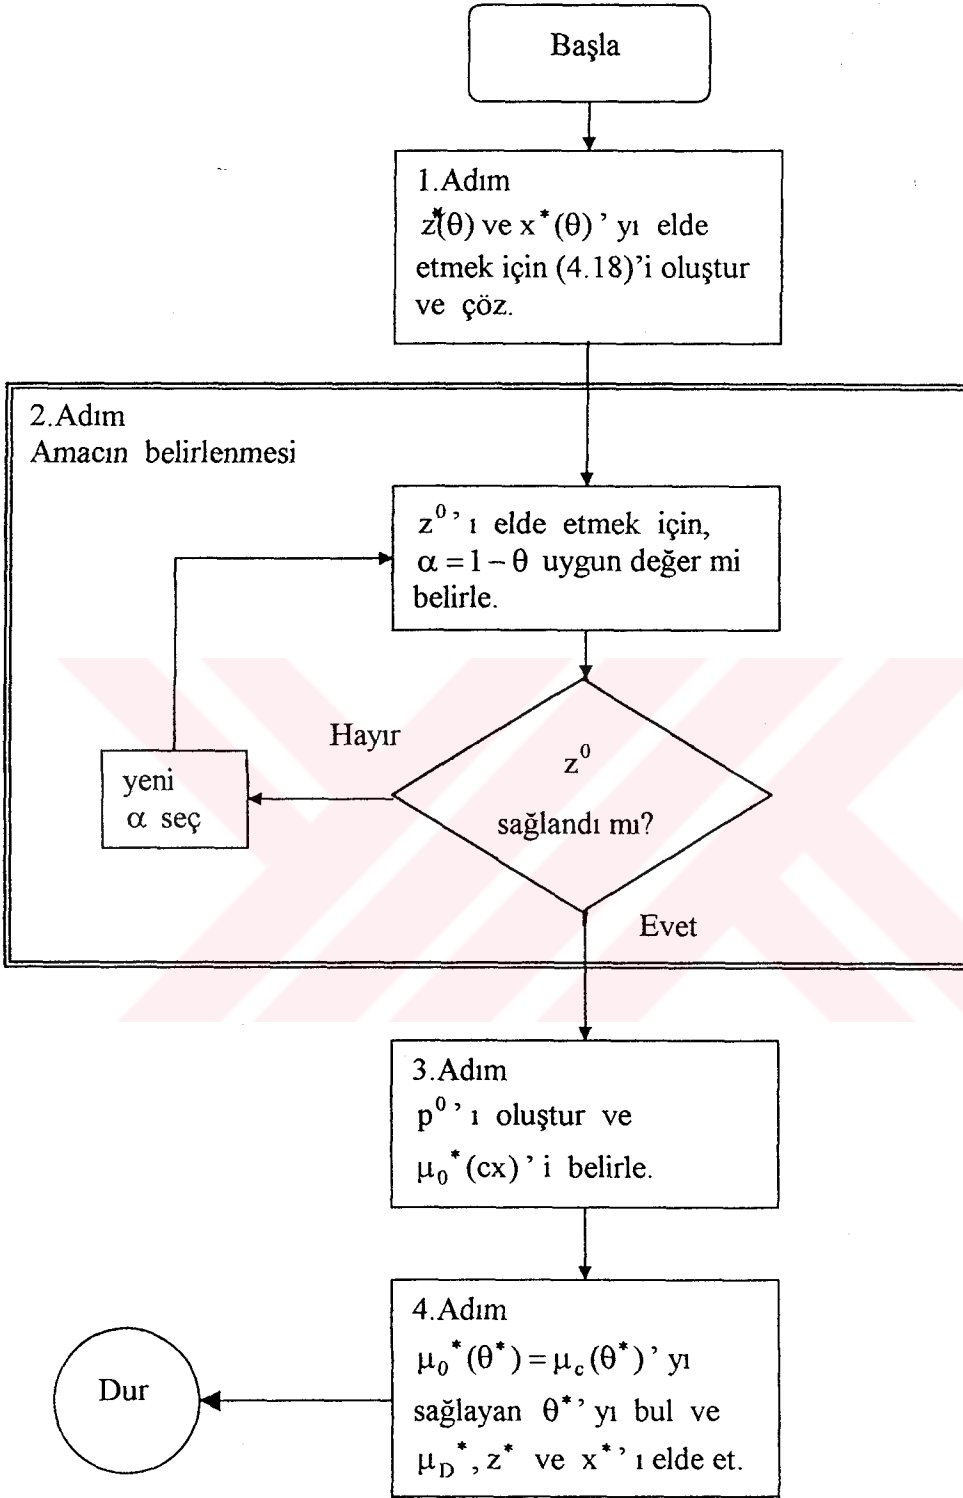 Başla
1.Adım
z*(θ) ve x*(θ)’ yı elde
etmek için (4.18)’i oluştur
ve çöz.
2.Adım
Amacın belirlenmesi
z⁰’ ı elde etmek için,
α = 1 − θ uygun değer mi
belirle.
Hayır
z⁰
sağlandı mı?
yeni
α seç
Evet
3.Adım
p⁰’ ı oluştur ve
μ₀*(cx)’ i belirle.
4.Adım
μ₀*(θ*) = μ_c(θ*)’ yı
sağlayan θ*’ yı bul ve
μ_D*, z* ve x*’ ı elde et.
Dur